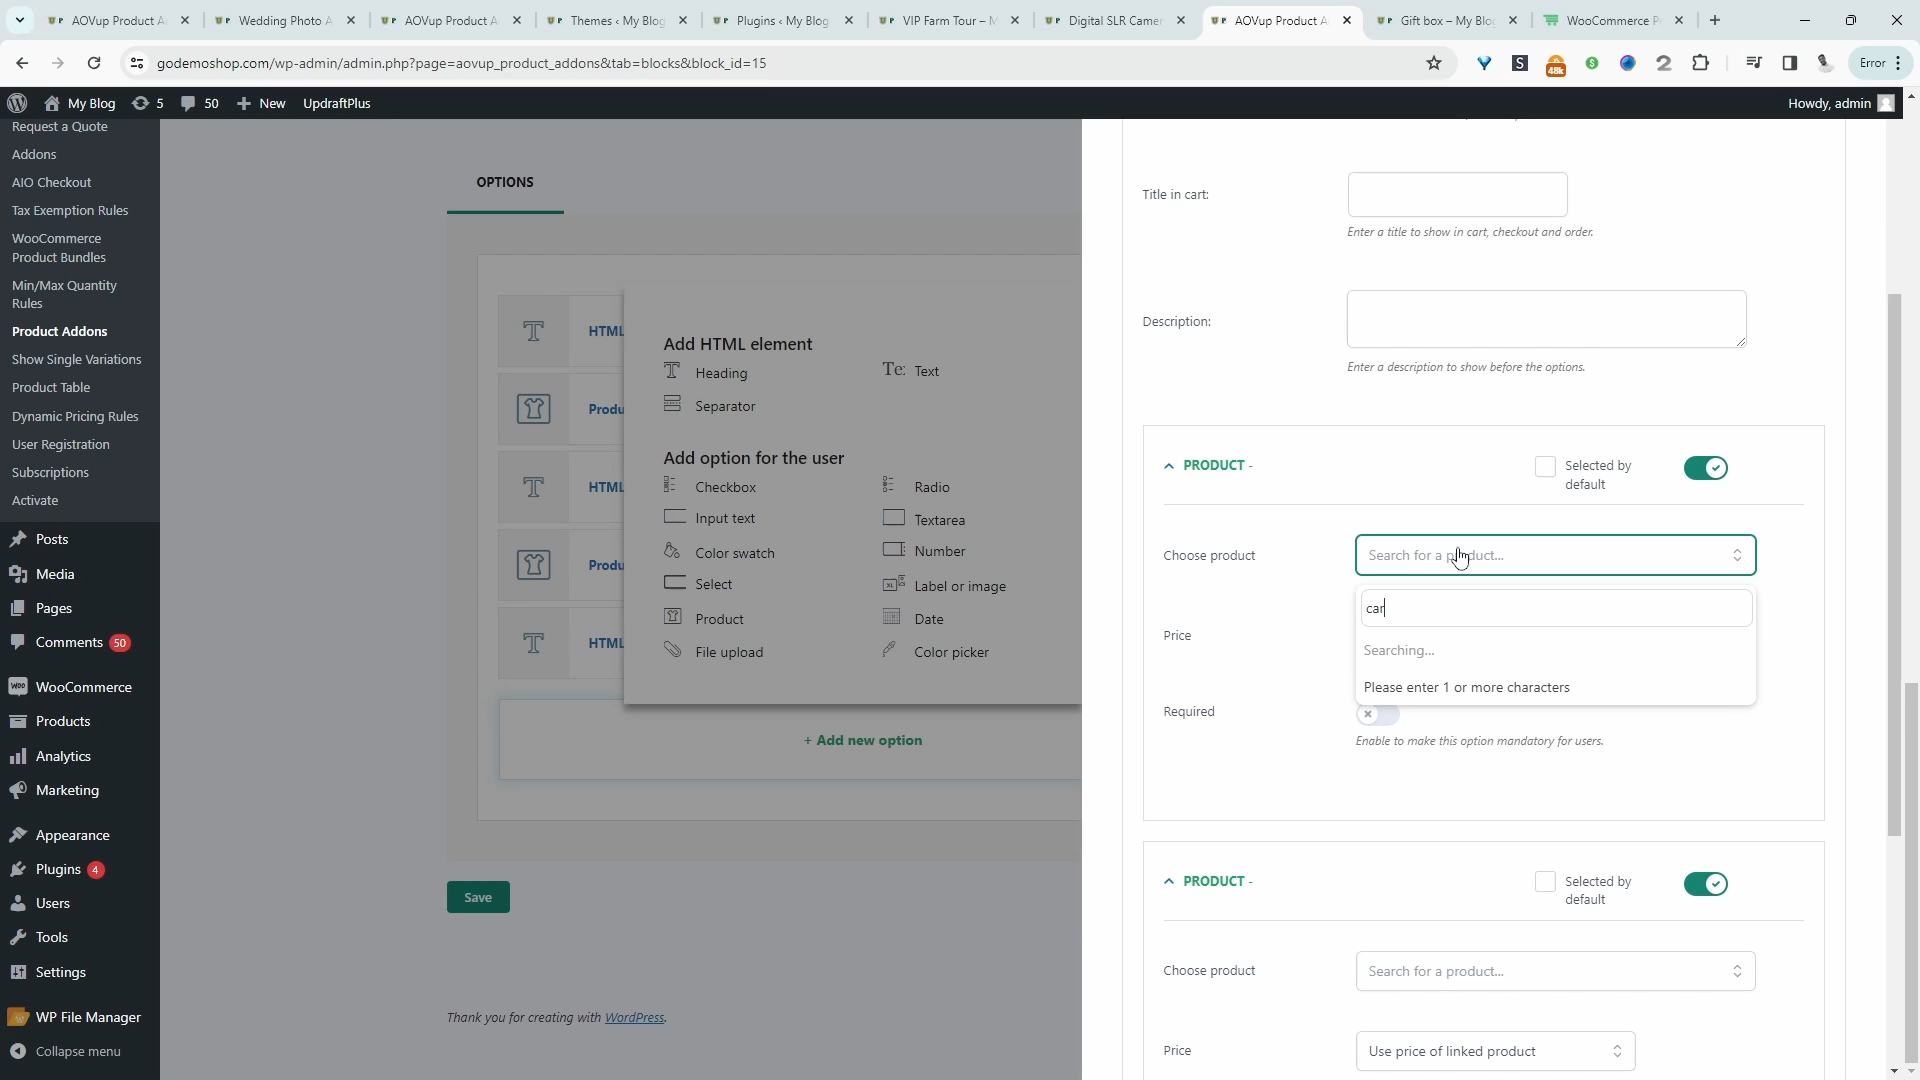 AOVup Product A
Wedding Photo A
AOVup Product A
Themes ‹ My Blog
Plugins ‹ My Blog
VIP Farm Tour – M
Digital SLR Camer
AOVup Product A
Gift box – My Blo
WooCommerce P
godemoshop.com/wp-admin/admin.php?page=aovup_product_addons&tab=blocks&block_id=15
48k
Error
My Blog
5
50
New
UpdraftPlus
Howdy, admin
Request a Quote
Addons
AIO Checkout
Tax Exemption Rules
WooCommerce
Product Bundles
Min/Max Quantity
Rules
Product Addons
Show Single Variations
Product Table
Dynamic Pricing Rules
User Registration
Subscriptions
Activate
Posts
Media
Pages
Comments 50
WooCommerce
Products
Analytics
Marketing
Appearance
Plugins 4
Users
Tools
Settings
WP File Manager
Collapse menu
OPTIONS
HTML
Produ
HTML
Produ
HTML
Add HTML element
Heading
Text
Separator
Add option for the user
Checkbox
Radio
Input text
Textarea
Color swatch
Number
Select
Label or image
Product
Date
File upload
Color picker
+ Add new option
Save
Thank you for creating with WordPress.
Title in cart:
Enter a title to show in cart, checkout and order.
Description:
Enter a description to show before the options.
PRODUCT -
Selected by
default
Choose product
Search for a product...
car
Searching...
Please enter 1 or more characters
Price
Required
Enable to make this option mandatory for users.
PRODUCT -
Selected by
default
Choose product
Search for a product...
Price
Use price of linked product